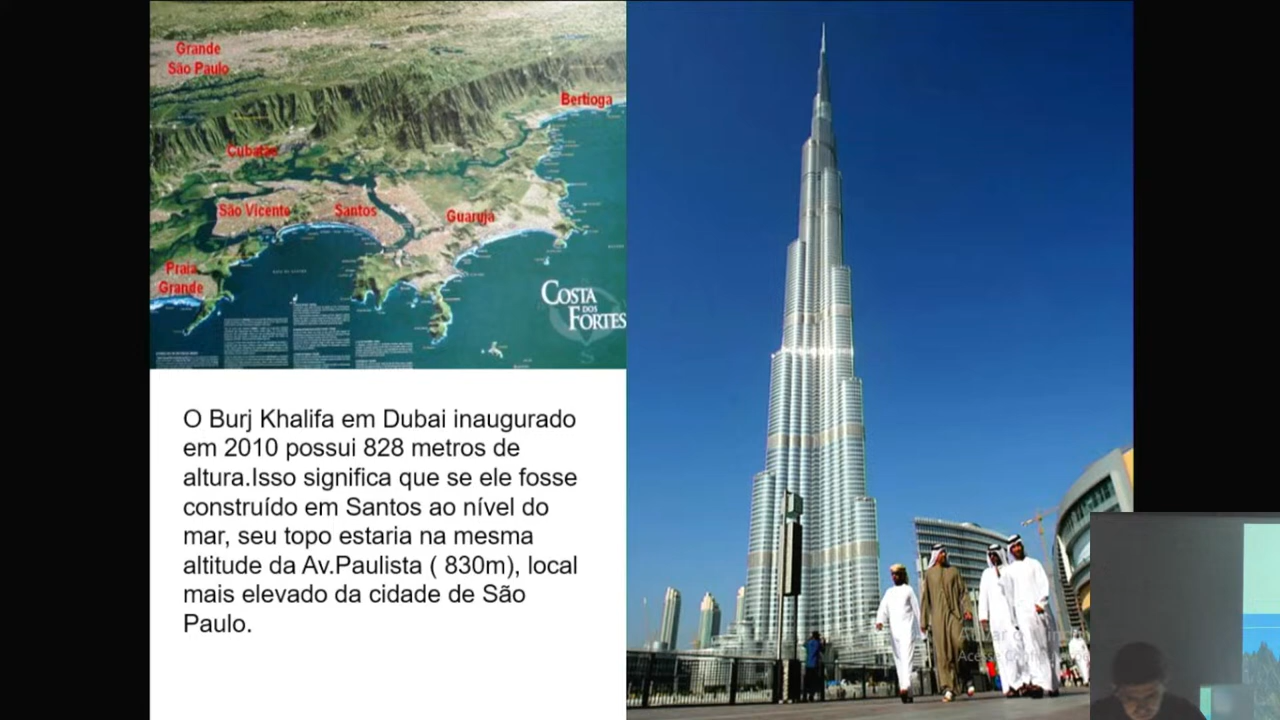 Grande
São Paulo
Bertioga
Cubatão
São Vicente
Santos
Guarujá
Praia
Grande
COSTA
DOS
FORTES
O Burj Khalifa em Dubai inaugurado
em 2010 possui 828 metros de
altura.Isso significa que se ele fosse
construído em Santos ao nível do
mar, seu topo estaria na mesma
altitude da Av.Paulista ( 830m), local
mais elevado da cidade de São
Paulo.